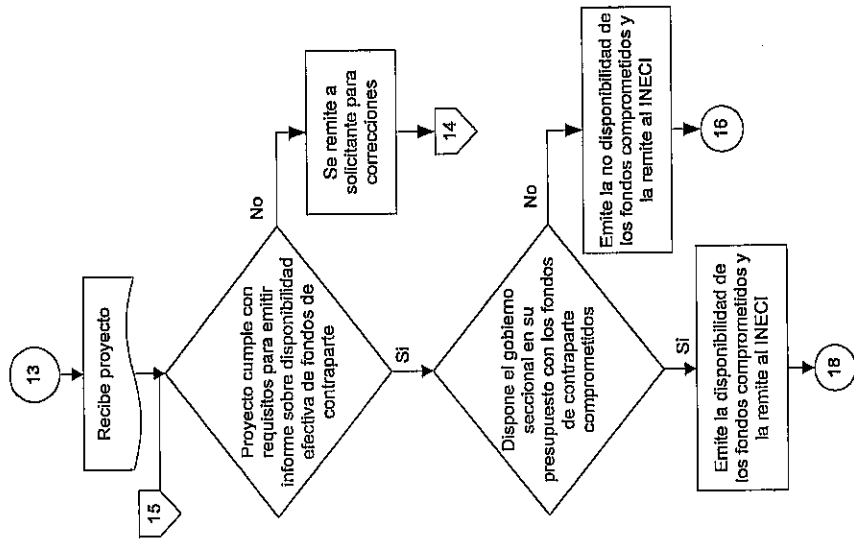 13
Recibe proyecto
15
Proyecto cumple con
requisitos para emitir
informe sobre disponibilidad
efectiva de fondos de
contraparte
No
Se remite a
solicitante para
correcciones
14
Si
Dispone el gobierno
seccional en su
presupuesto con los fondos
de contraparte
comprometidos
No
Emite la no disponibilidad de
los fondos comprometidos y
la remite al INECI
16
Si
Emite la disponibilidad de
los fondos comprometidos y
la remite al INECI
18